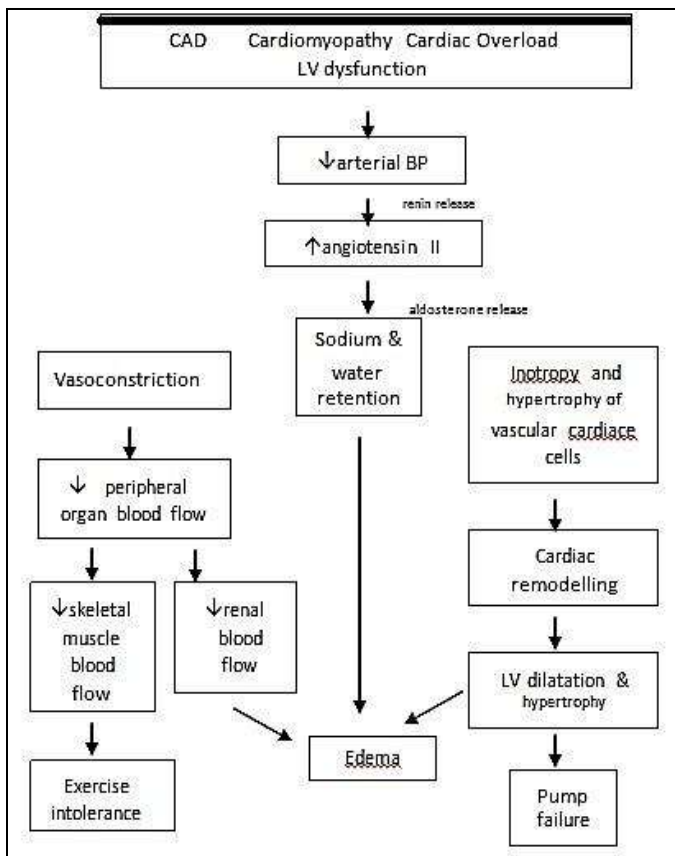 CAD Cardiomyopathy Cardiac Overload
LV dysfunction
↓arterial BP
renin release
↑angiotensin II
aldosterone release
Sodium &
water
retention
Vasoconstriction
↓ peripheral
organ blood flow
↓skeletal
muscle
blood
flow
↓renal
blood
flow
Exercise
intolerance
Edema
Inotropy and
hypertrophy of
vascular cardiace
cells
Cardiac
remodelling
LV dilatation &
hypertrophy
Pump
failure